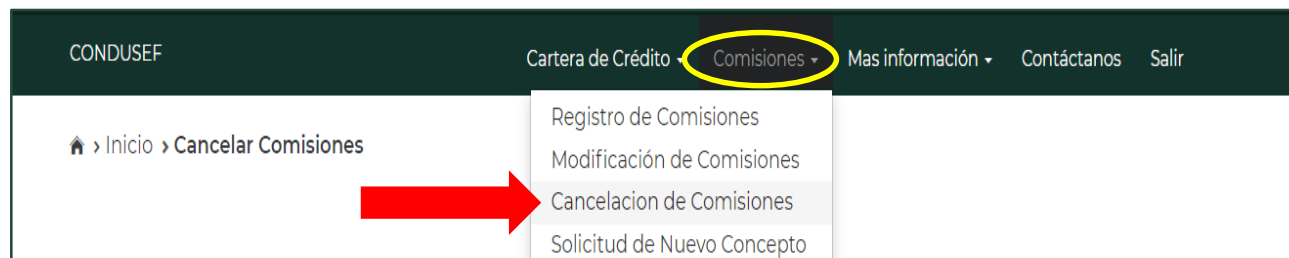 CONDUSEF
Cartera de Crédito Comisiones Mas información Contáctanos Salir
Registro de Comisiones
› Inicio › Cancelar Comisiones
Modificación de Comisiones
Cancelacion de Comisiones
Solicitud de Nuevo Concepto